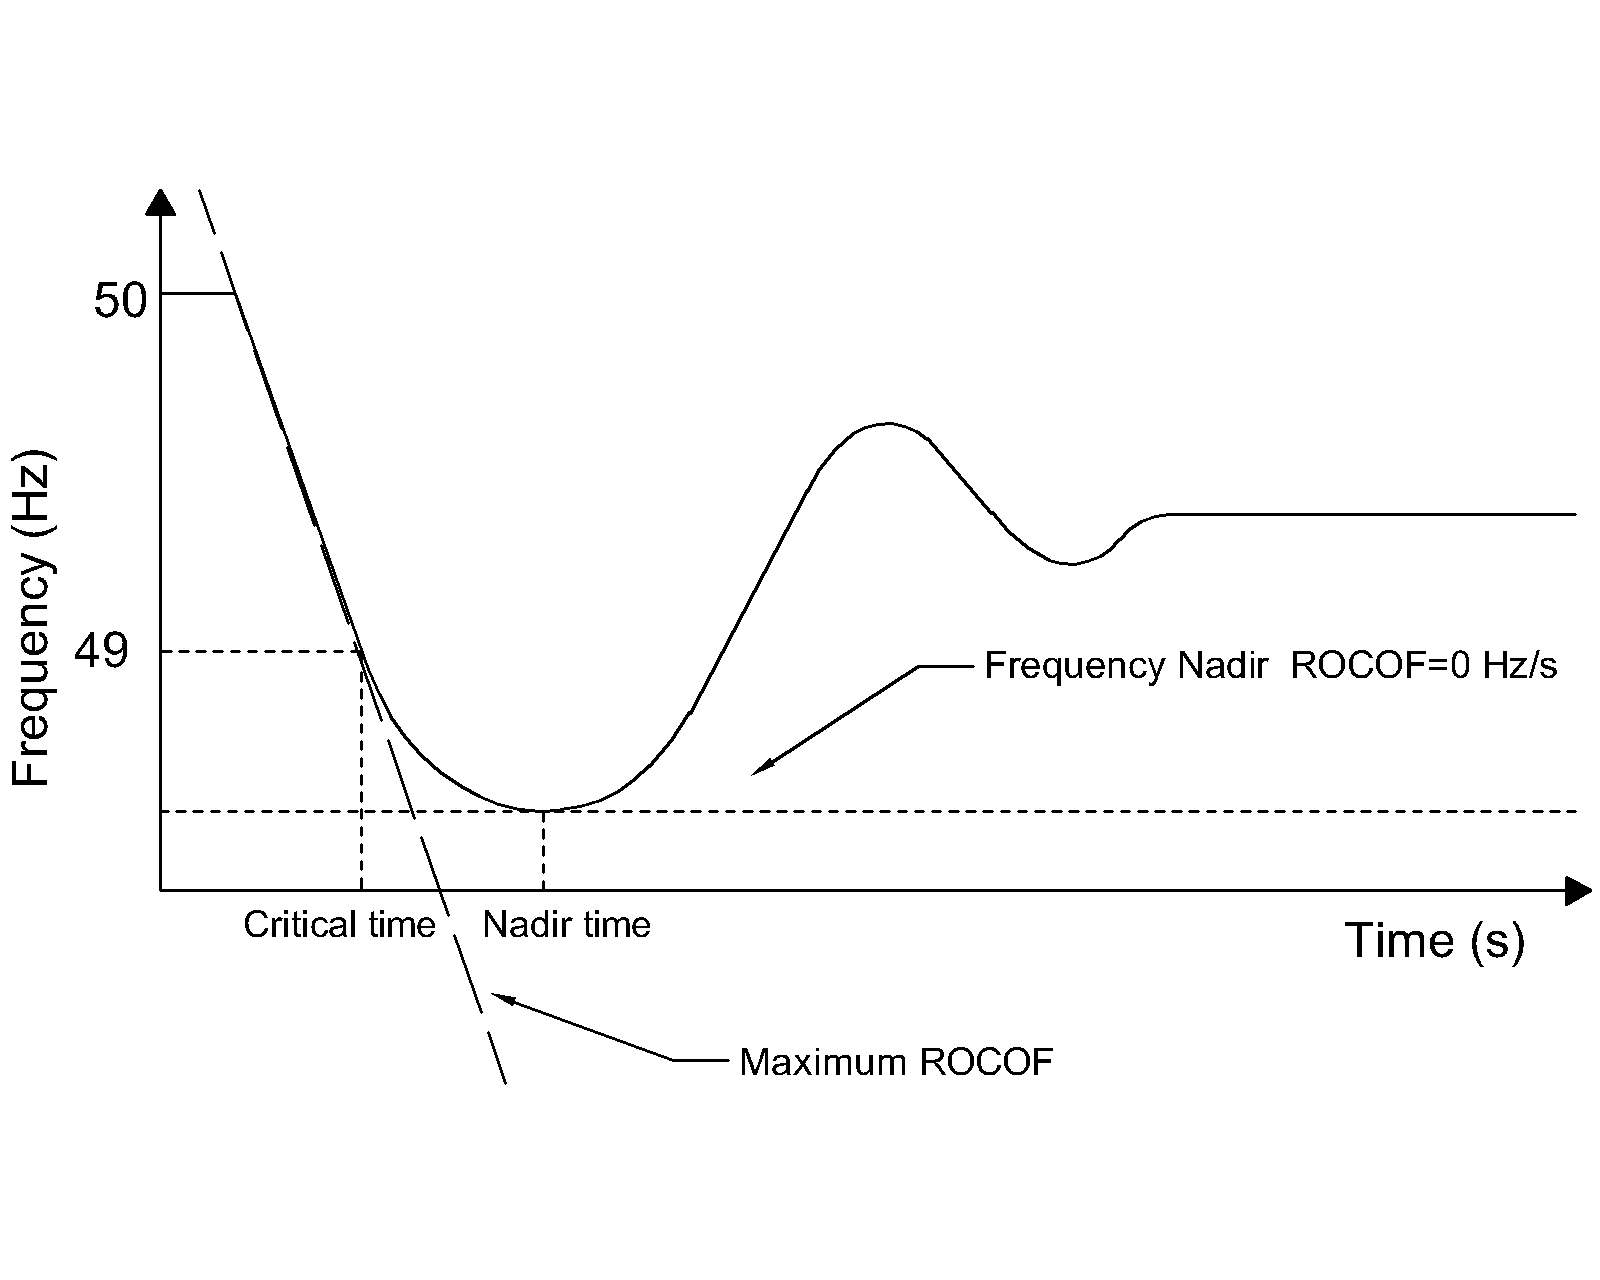 50
Frequency (Hz)
49
Frequency Nadir ROCOF=0 Hz/s
Critical time
Nadir time
Time (s)
Maximum ROCOF